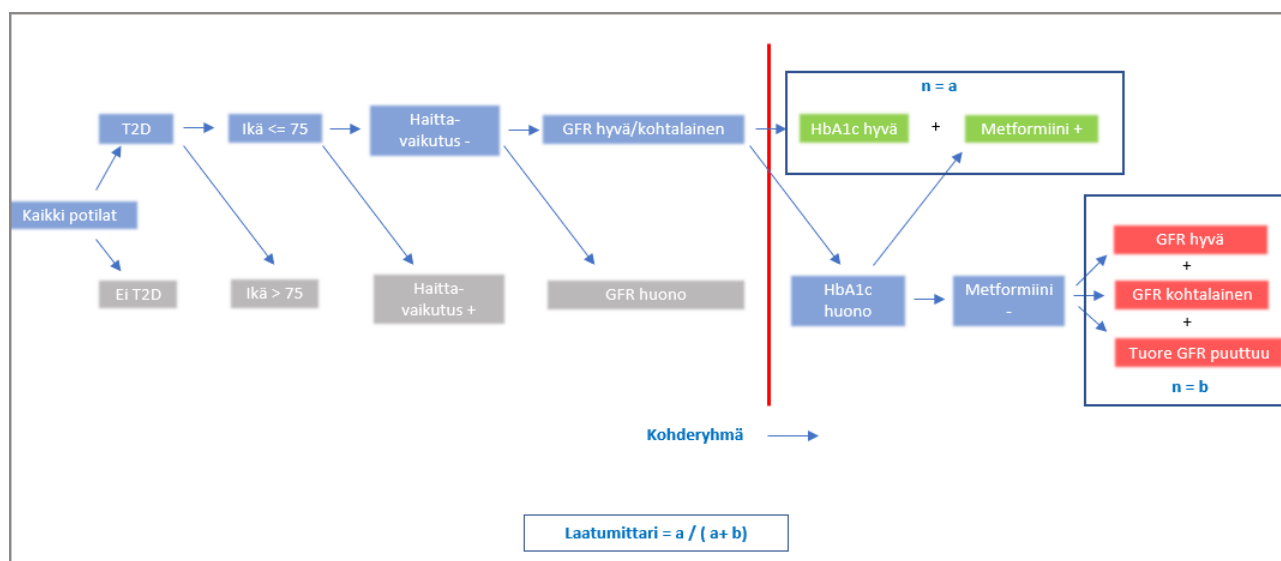 n = a
T2D
Ikä <= 75
Haitta-
vaikutus -
GFR hyvä/kohtalainen
HbA1c hyvä
+
Metformiini +
Kaikki potilat
Ei T2D
Ikä > 75
Haitta-
vaikutus +
GFR huono
HbA1c
huono
Metformiini
-
GFR hyvä
+
GFR kohtalainen
+
Tuore GFR puuttuu
n = b
Kohderyhmä
Laatumittari = a / ( a+ b)